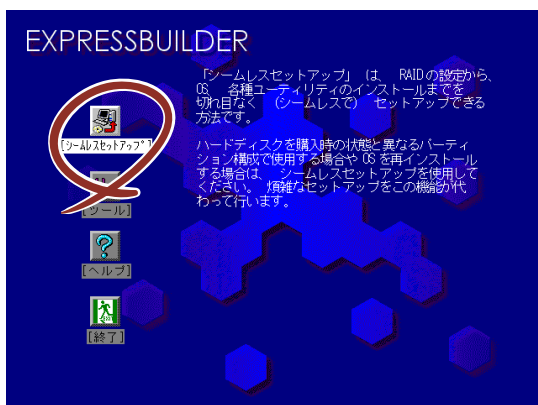 EXPRESSBUILDER
「シームレスセットアップ」 は、 RAIDの設定から、
OS、 各種ユーティリティのインストールまでを
切れ目なく （シームレスで） セットアップできる
方法です。
ハードディスクを購入時の状態と異なるパーティ
ション構成で使用する場合や OS を再インストール
する場合は、 シームレスセットアップを使用して
ください。 煩雑なセットアップをこの機能が代
わって行います。
[シームレスセットアップ]
[ツール]
[ヘルプ]
[終了]